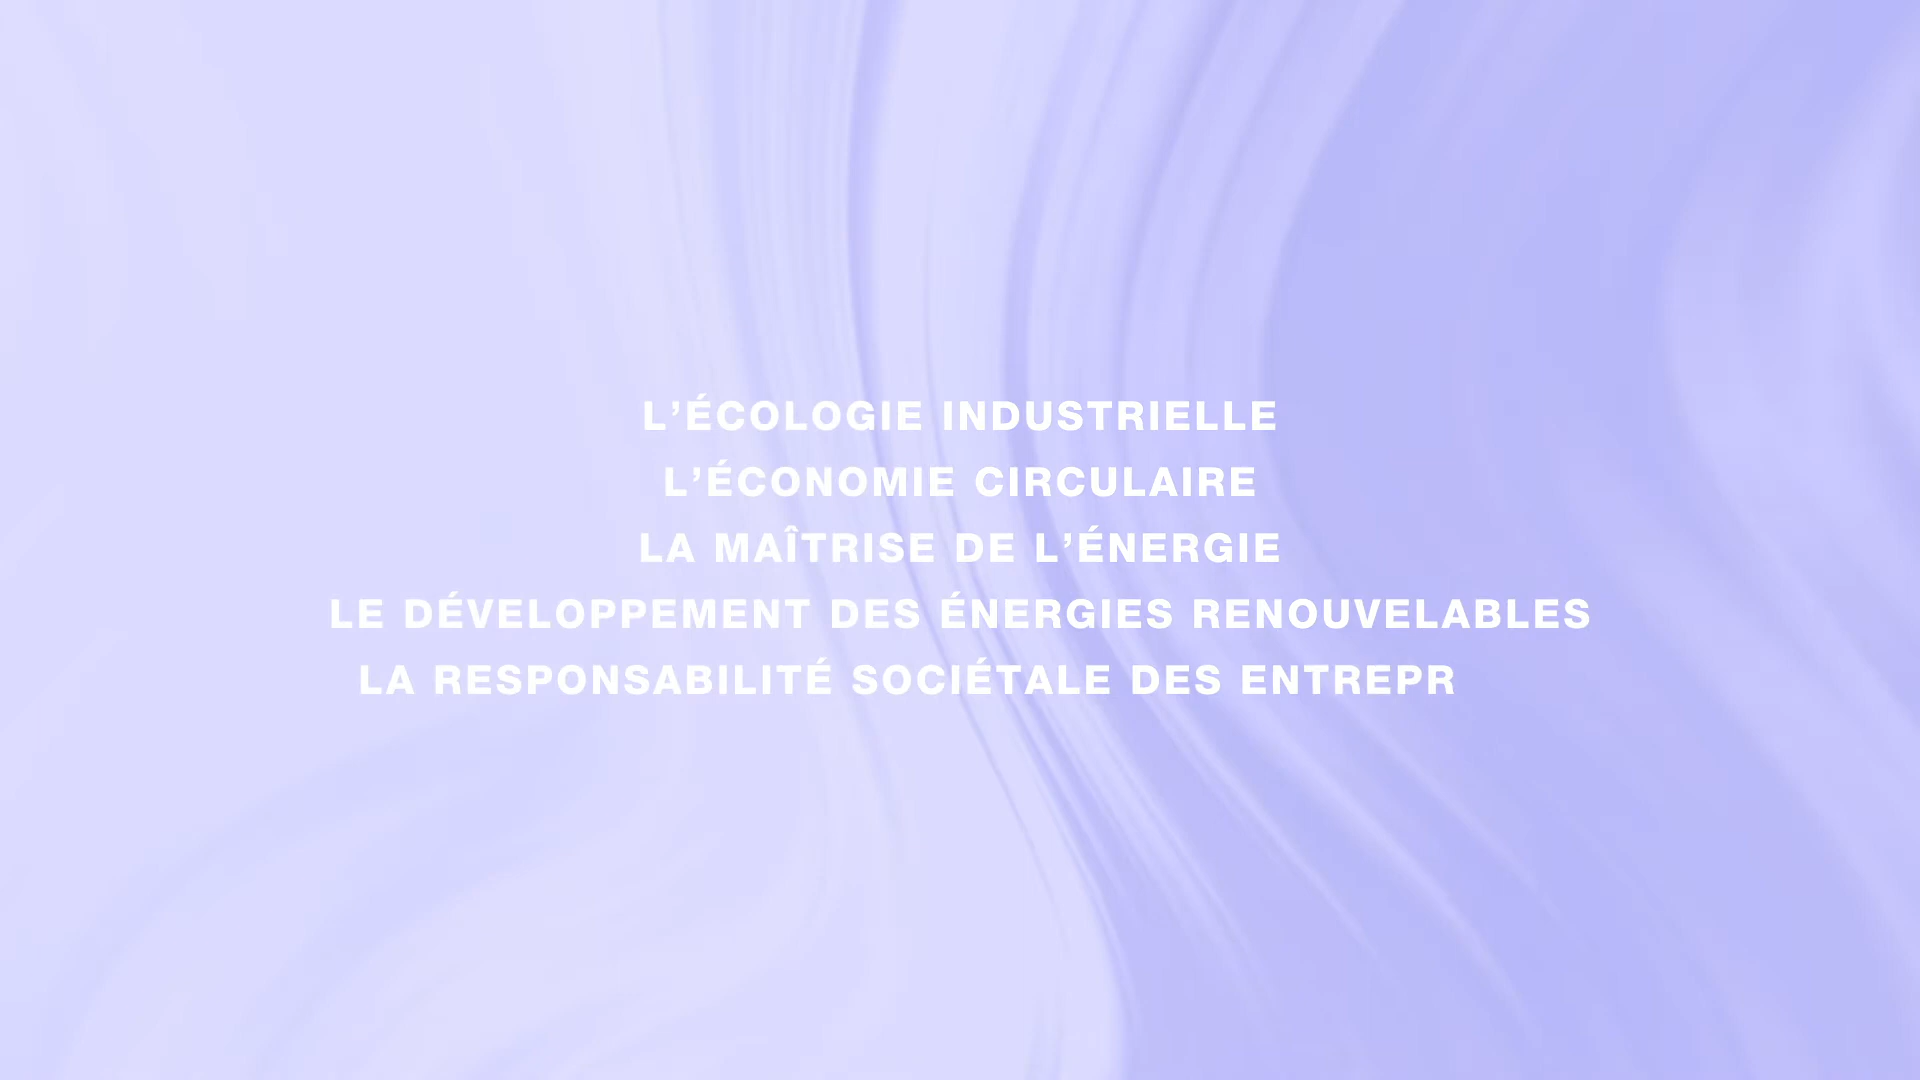 L’ÉCOLOGIE INDUSTRIELLE
L’ÉCONOMIE CIRCULAIRE
LA MAÎTRISE DE L’ÉNERGIE
LE DÉVELOPPEMENT DES ÉNERGIES RENOUVELABLES
LA RESPONSABILITÉ SOCIÉTALE DES ENTREPR